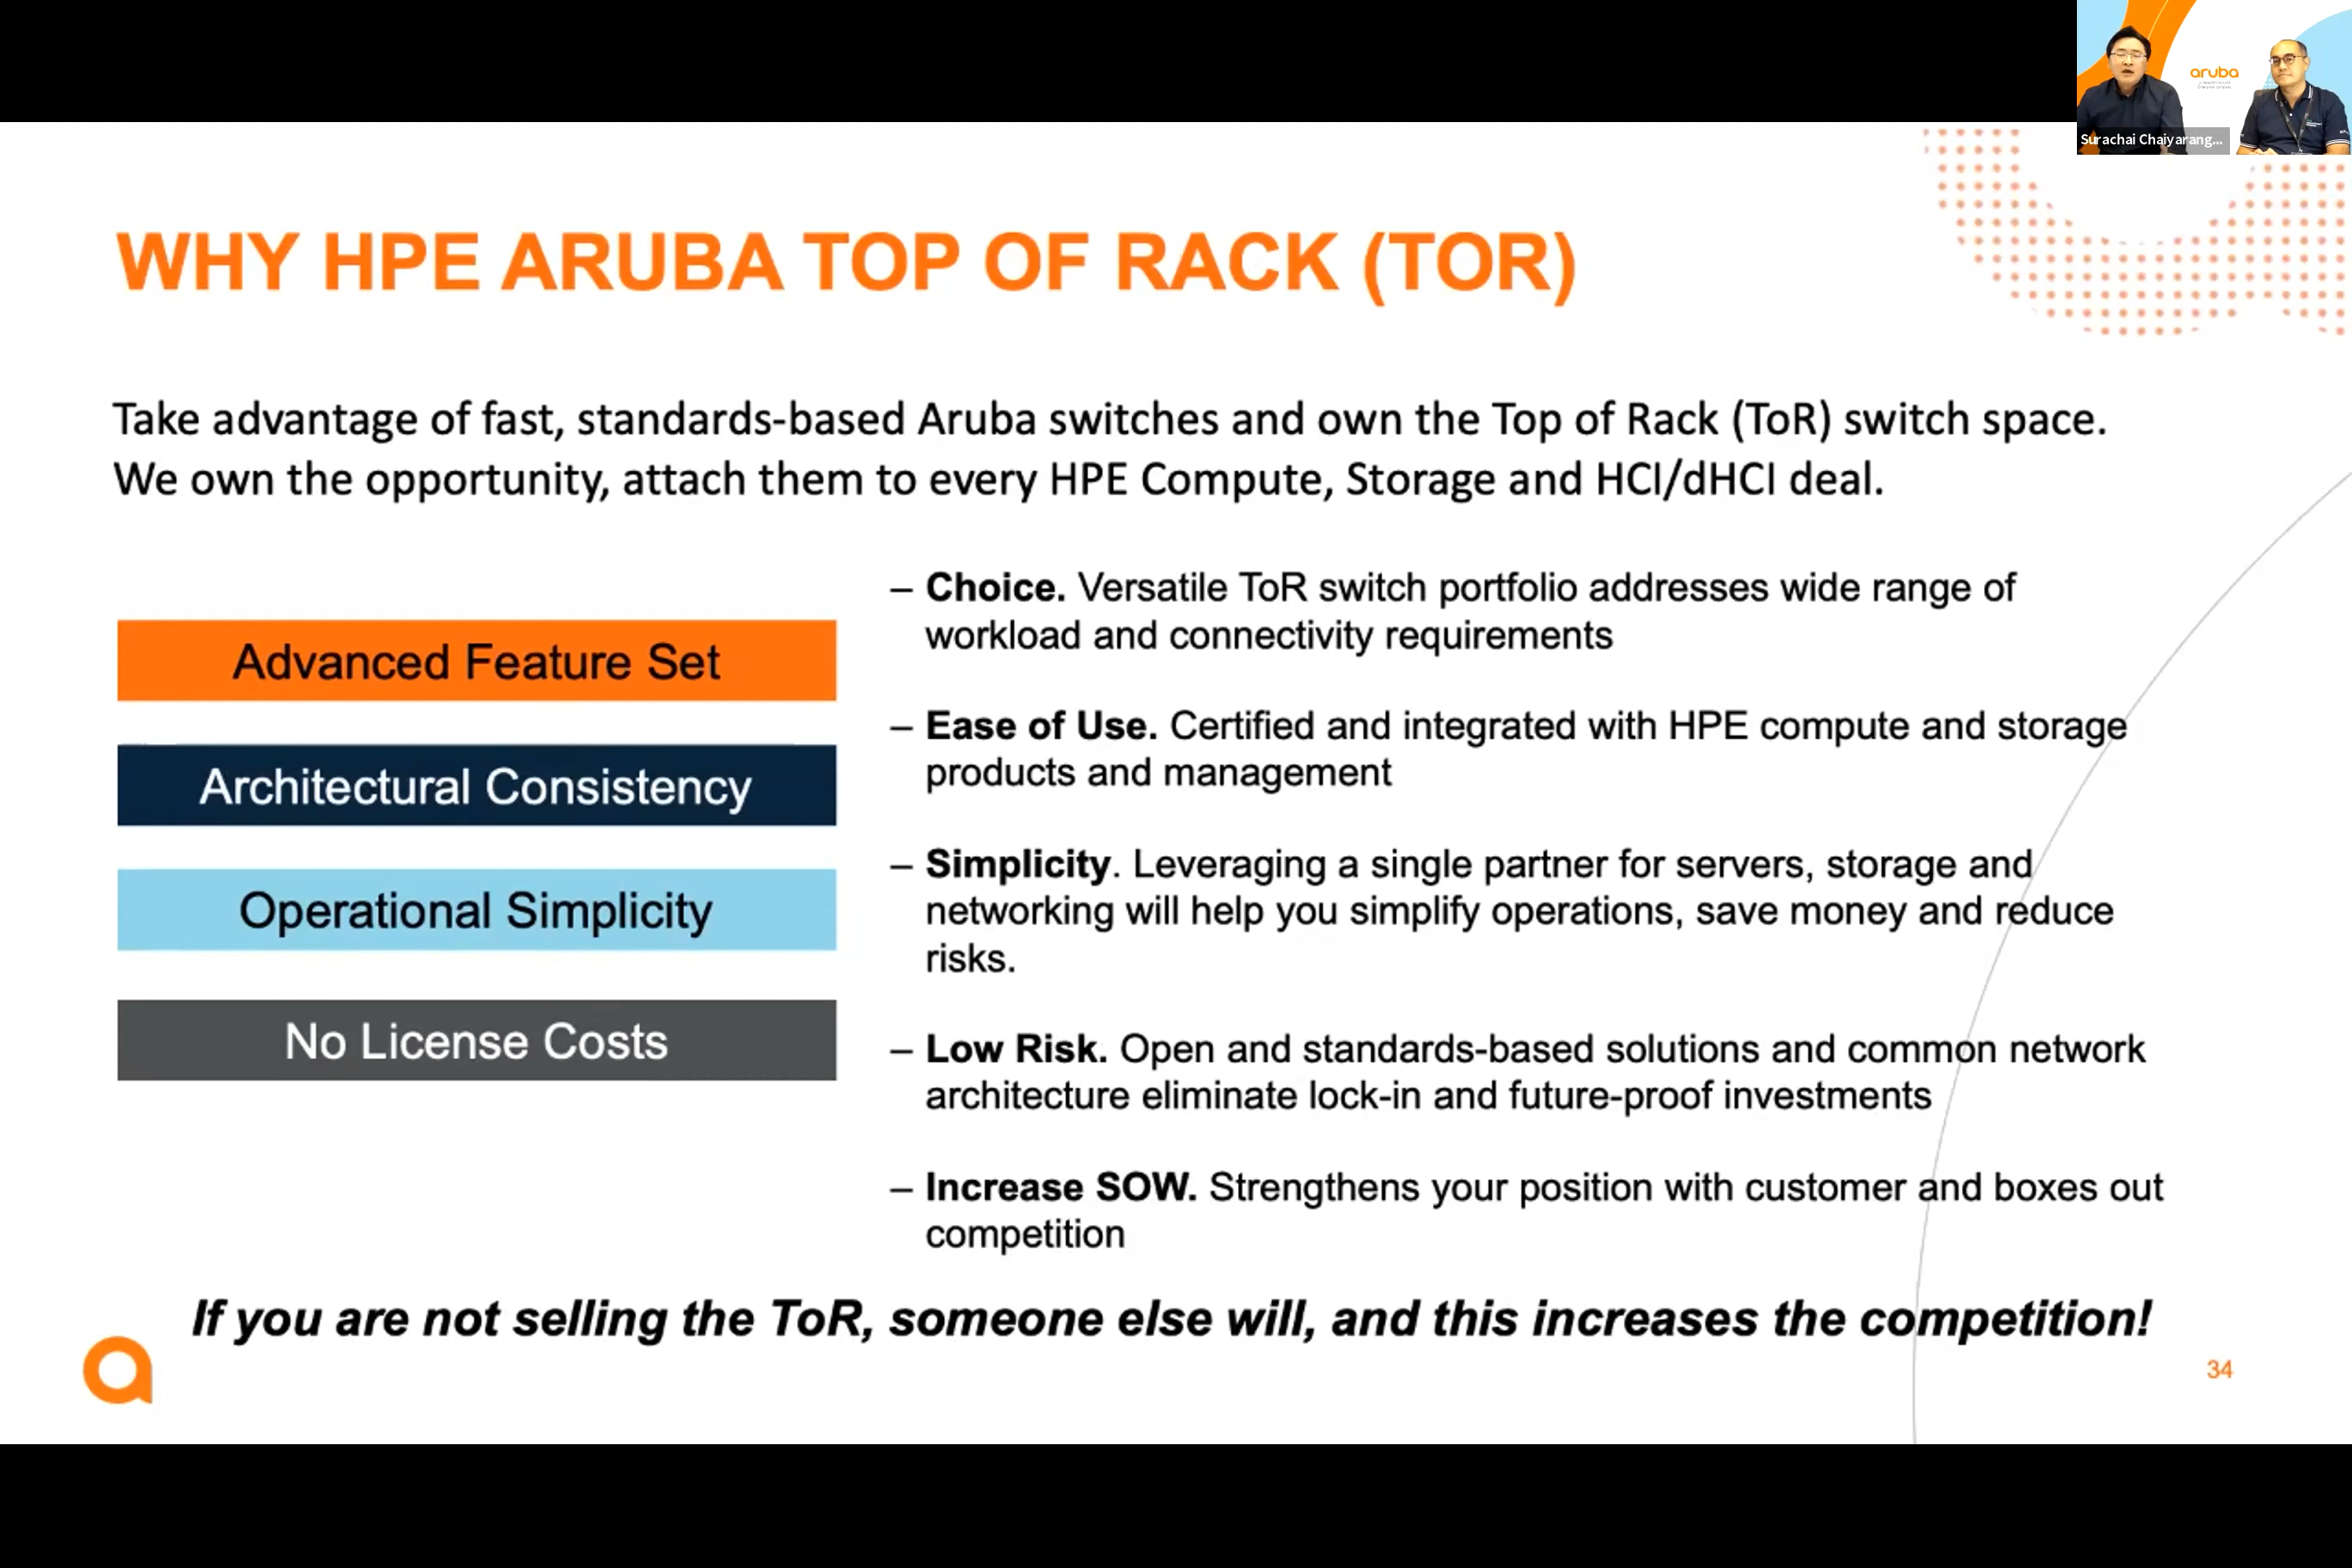 aruba
Surachai Chaiyarang...
WHY HPE ARUBA TOP OF RACK (TOR)
Take advantage of fast, standards-based Aruba switches and own the Top of Rack (ToR) switch space.
We own the opportunity, attach them to every HPE Compute, Storage and HCI/dHCI deal.
Advanced Feature Set
Architectural Consistency
Operational Simplicity
No License Costs
– Choice. Versatile ToR switch portfolio addresses wide range of
workload and connectivity requirements
– Ease of Use. Certified and integrated with HPE compute and storage
products and management
– Simplicity. Leveraging a single partner for servers, storage and
networking will help you simplify operations, save money and reduce
risks.
– Low Risk. Open and standards-based solutions and common network
architecture eliminate lock-in and future-proof investments
– Increase SOW. Strengthens your position with customer and boxes out
competition
If you are not selling the ToR, someone else will, and this increases the competition!
34